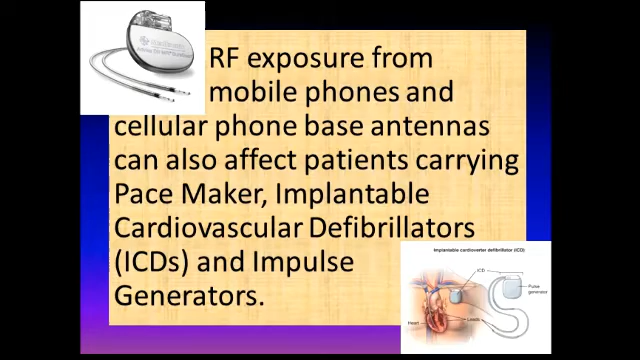 RF exposure from
mobile phones and
cellular phone base antennas
can also affect patients carrying
Pace Maker, Implantable
Cardiovascular Defibrillators
(ICDs) and Impulse
Generators.
Implantable cardioverter defibrillator (ICD)
ICD
Pulse
generator
Heart
Leads